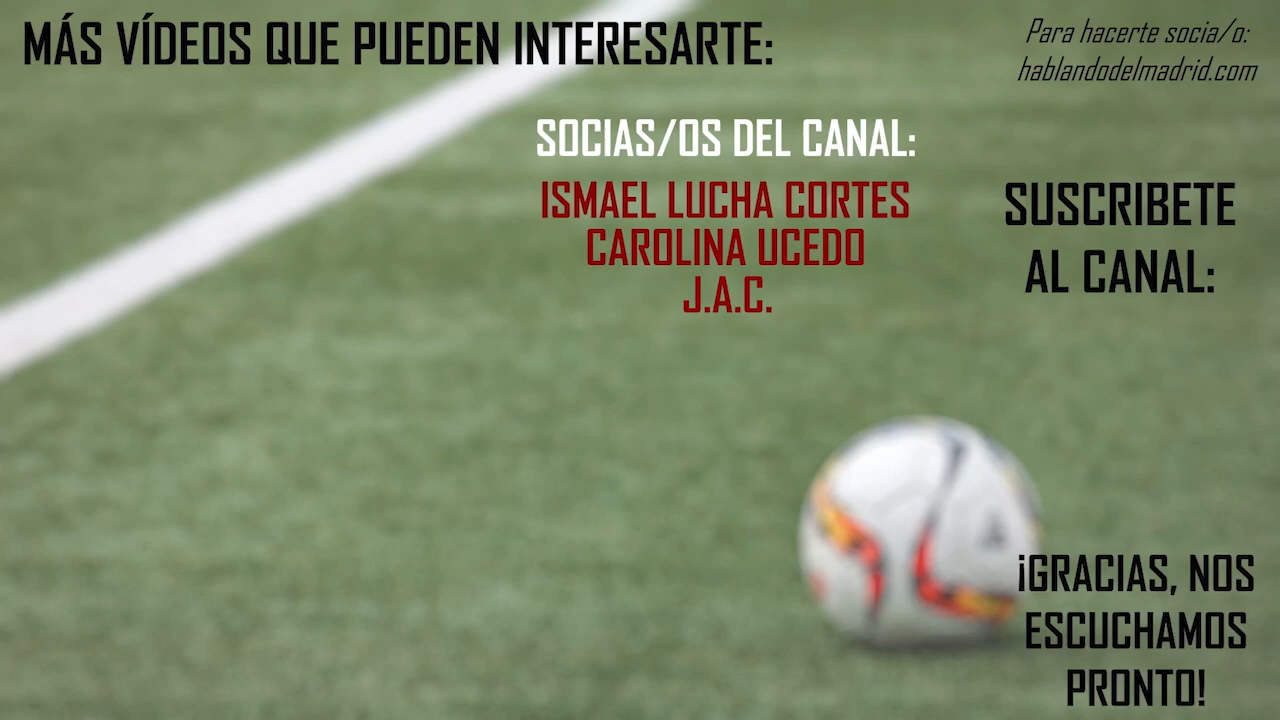 MÁS VÍDEOS QUE PUEDEN INTERESARTE:
Para hacerte socia/o:
hablandodelmadrid.com
SOCIAS/OS DEL CANAL:
ISMAEL LUCHA CORTES
CAROLINA UCEDO
J.A.C.
SUSCRIBETE
AL CANAL:
¡GRACIAS, NOS
ESCUCHAMOS
PRONTO!